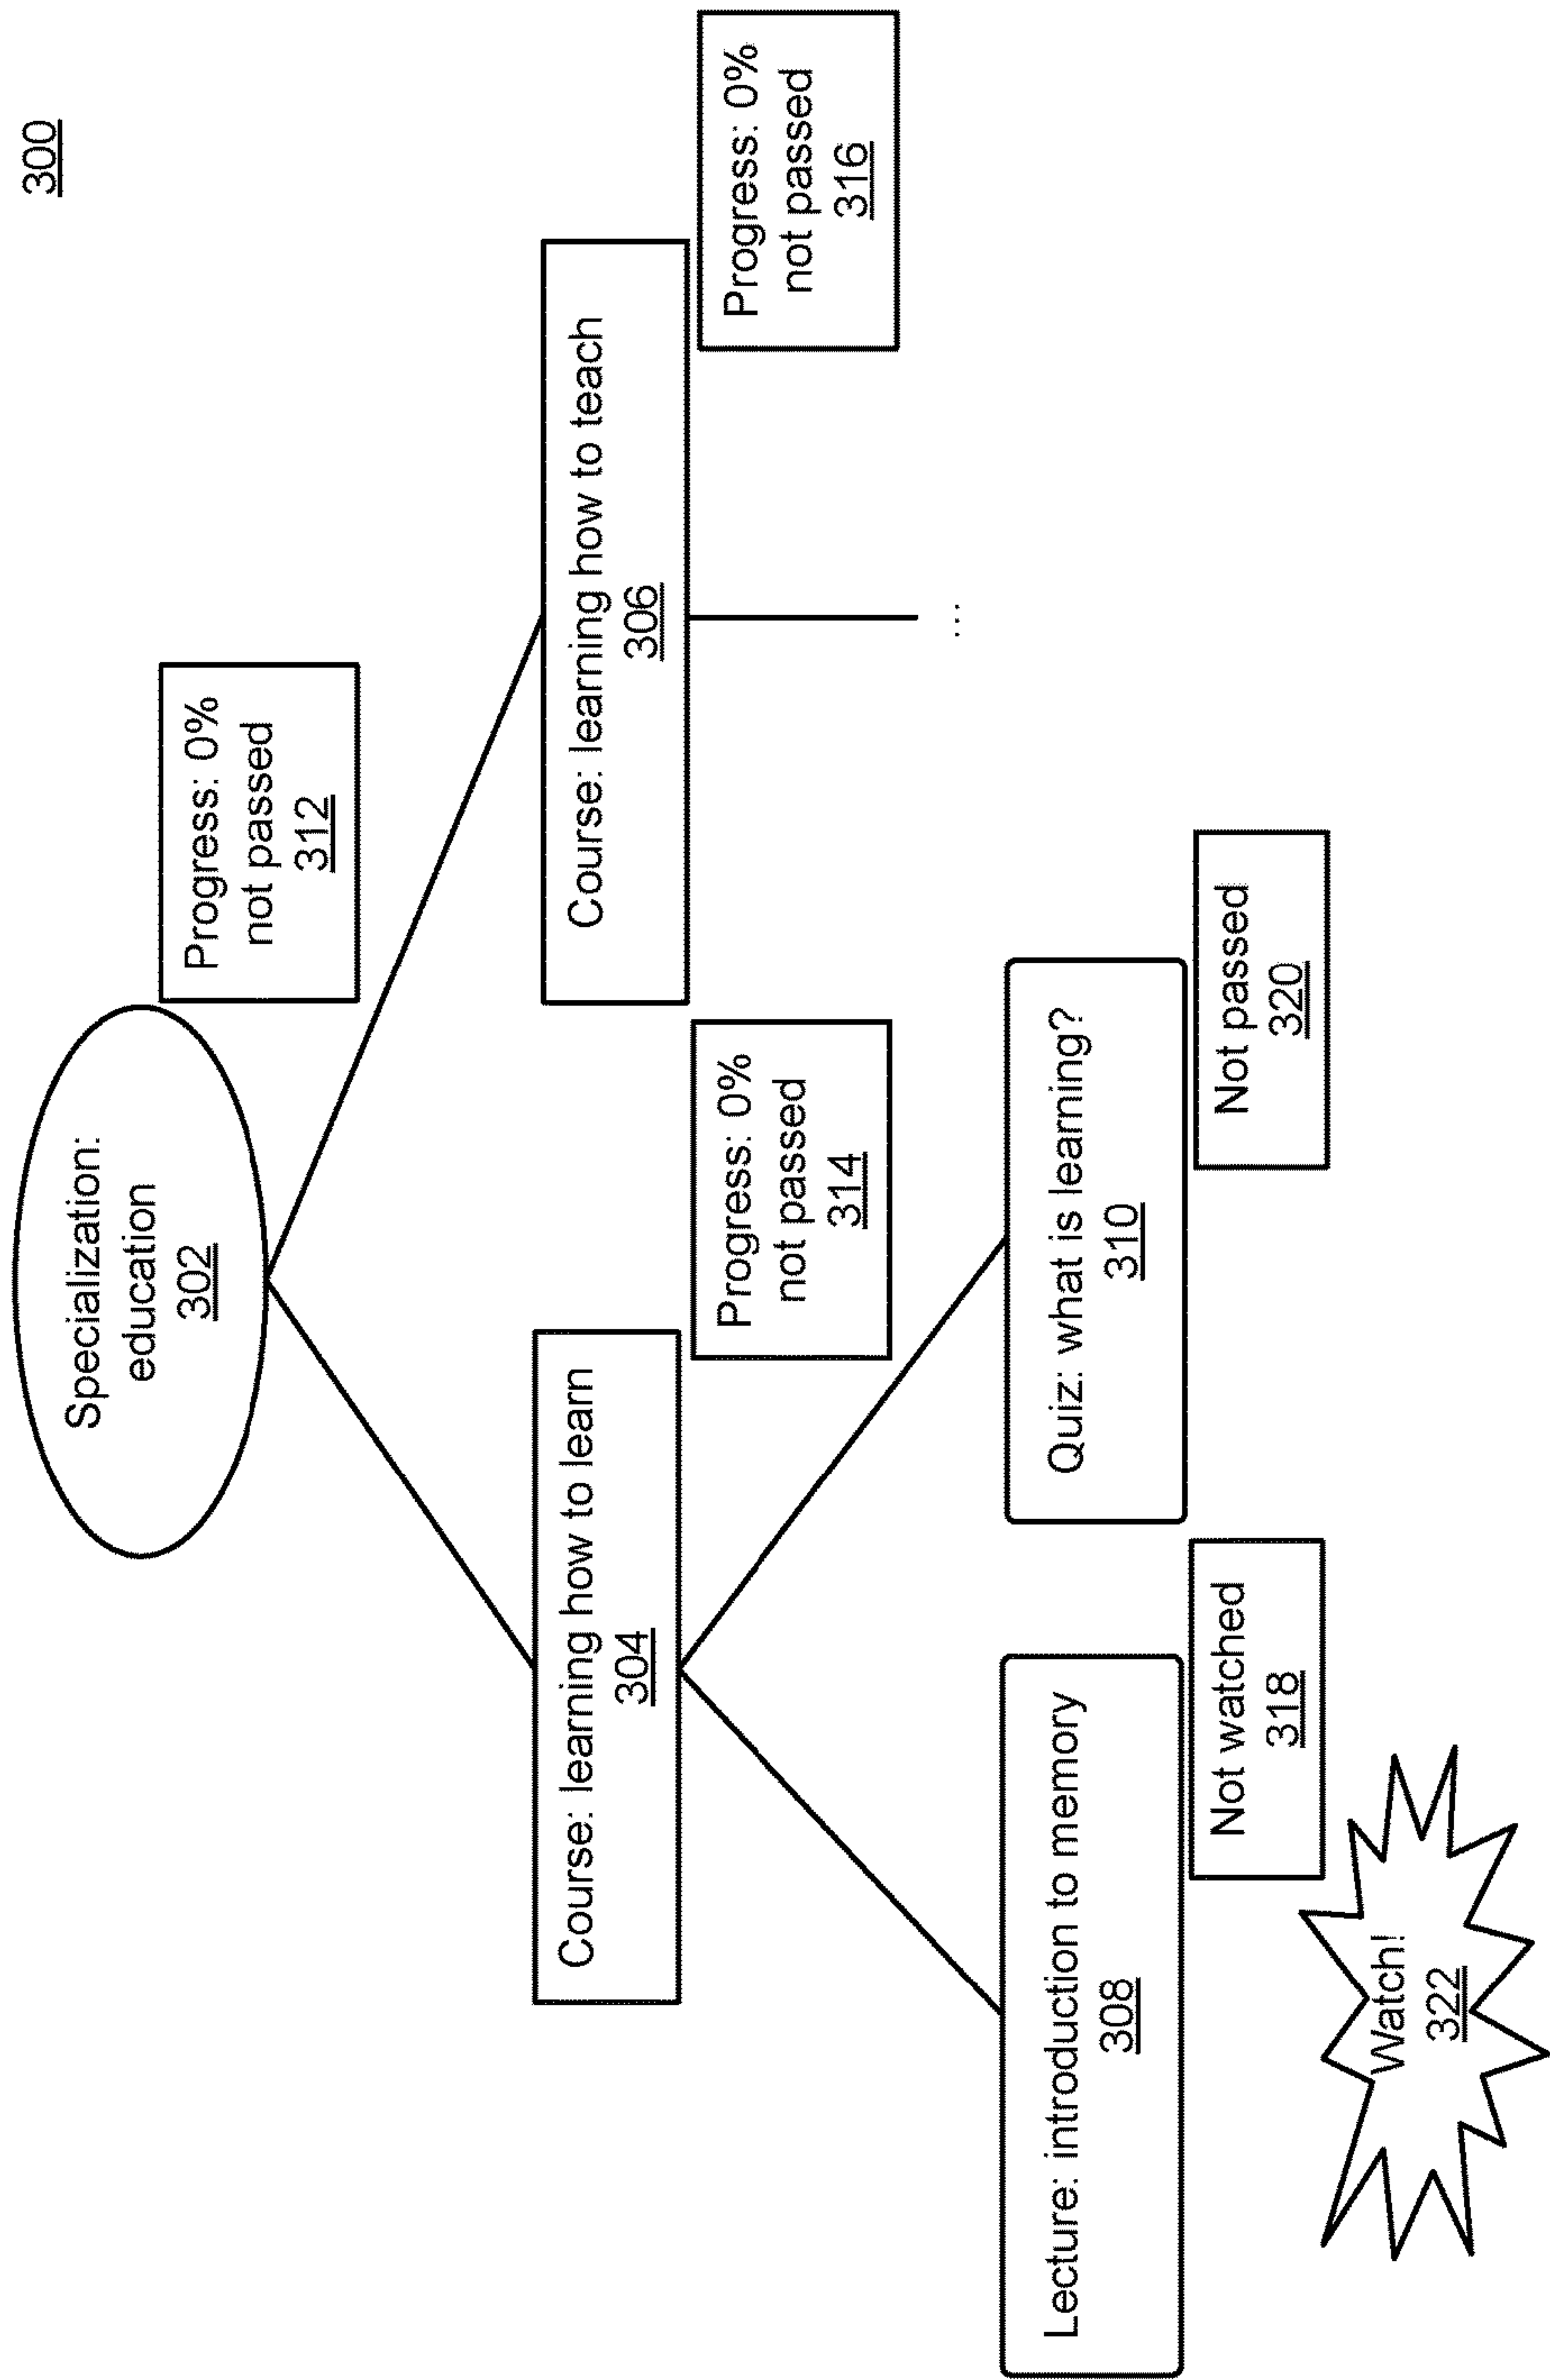 300
Specialization:
education
302
Progress: 0%
not passed
312
Course: learning how to learn
304
Progress: 0%
not passed
314
Course: learning how to teach
306
Progress: 0%
not passed
316
...
Lecture: introduction to memory
308
Not watched
318
Quiz: what is learning?
310
Not passed
320
Watch!
322